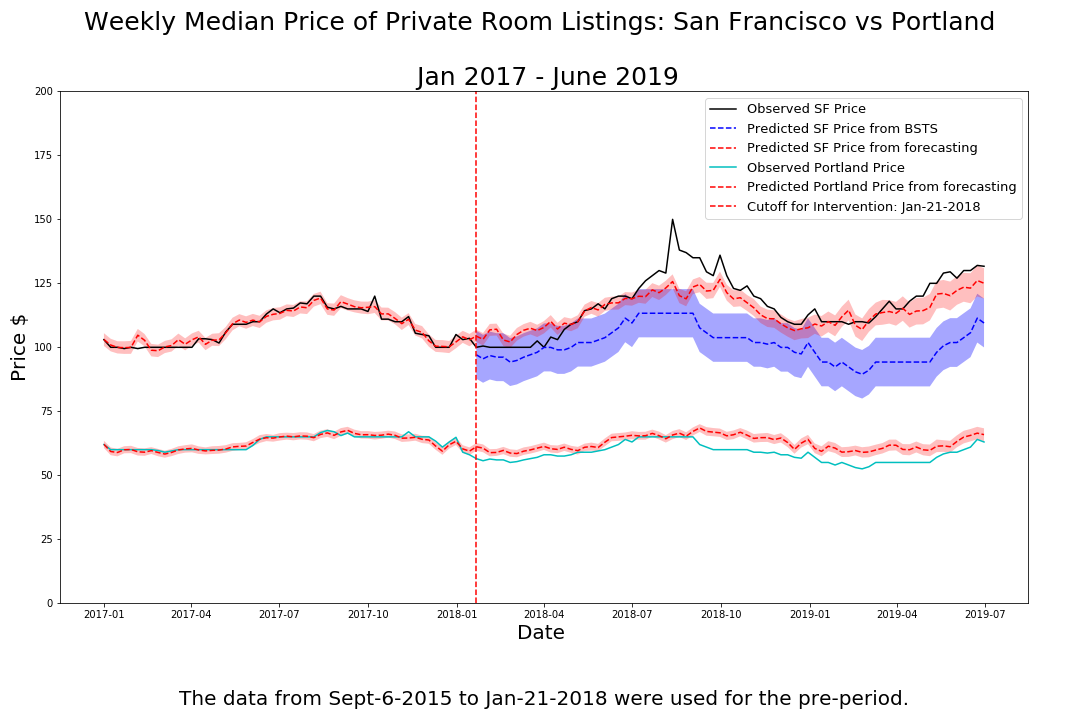 Weekly Median Price of Private Room Listings: San Francisco vs Portland
Jan 2017 - June 2019
200
175
150
125
100
75
50
25
0
Price $
Observed SF Price
Predicted SF Price from BSTS
Predicted SF Price from forecasting
Observed Portland Price
Predicted Portland Price from forecasting
Cutoff for Intervention: Jan-21-2018
2017-01 2017-04 2017-07 2017-10 2018-01 2018-04 2018-07 2018-10 2019-01 2019-04 2019-07
Date
The data from Sept-6-2015 to Jan-21-2018 were used for the pre-period.